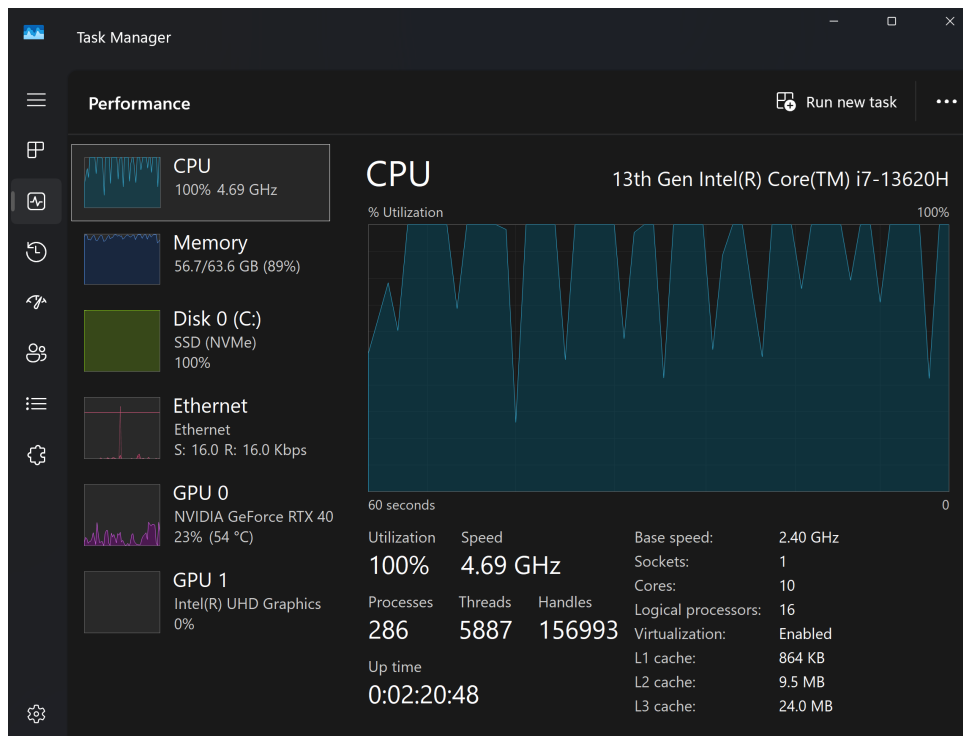 Task Manager
Performance
Run new task
CPU
100% 4.69 GHz
Memory
56.7/63.6 GB (89%)
Disk 0 (C:)
SSD (NVMe)
100%
Ethernet
Ethernet
S: 16.0 R: 16.0 Kbps
GPU 0
NVIDIA GeForce RTX 40
23% (54 °C)
GPU 1
Intel(R) UHD Graphics
0%
CPU
13th Gen Intel(R) Core(TM) i7-13620H
% Utilization 100%
60 seconds 0
Utilization Speed
100% 4.69 GHz
Processes Threads Handles
286 5887 156993
Up time
0:02:20:48
Base speed: 2.40 GHz
Sockets: 1
Cores: 10
Logical processors: 16
Virtualization: Enabled
L1 cache: 864 KB
L2 cache: 9.5 MB
L3 cache: 24.0 MB